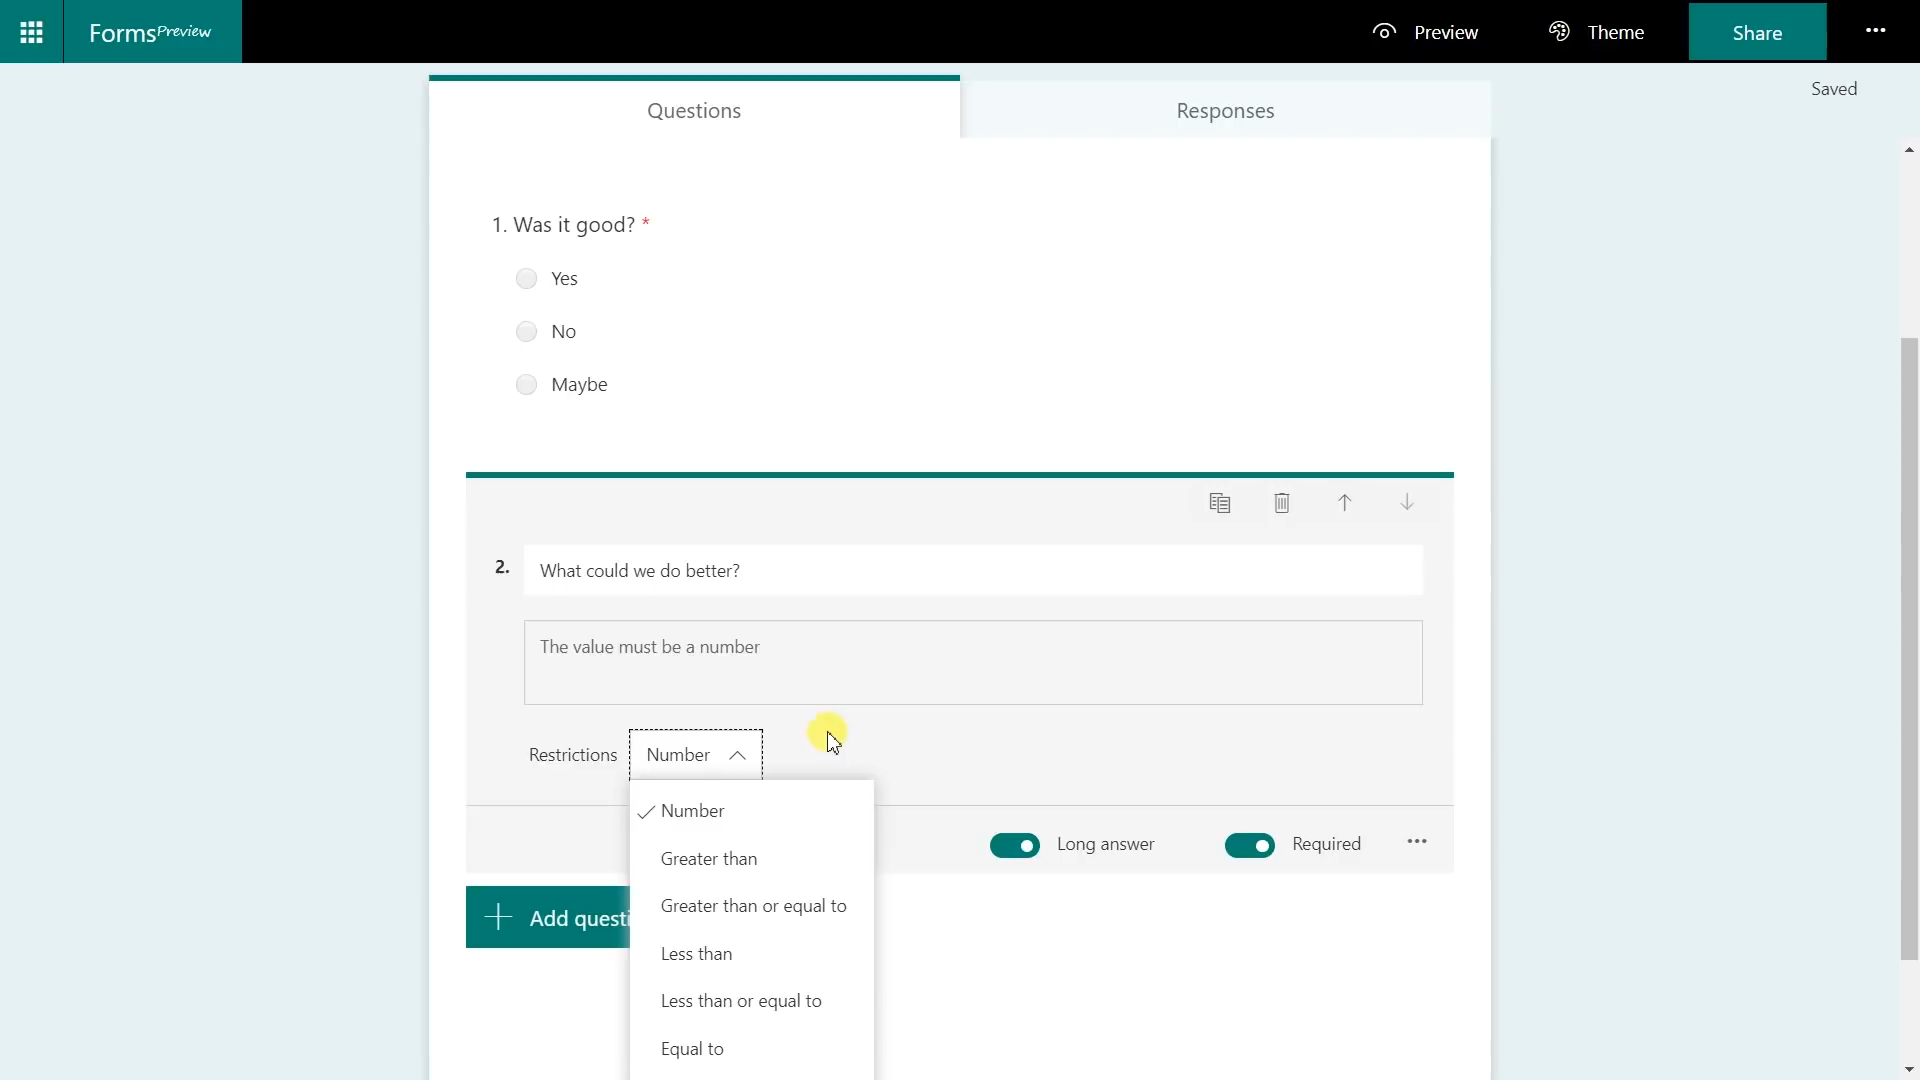 Forms Preview
Preview
Theme
Share
Saved
Questions
Responses
1. Was it good? *
Yes
No
Maybe
2.
What could we do better?
The value must be a number
Restrictions
Number
Number
Greater than
Greater than or equal to
Less than
Less than or equal to
Equal to
Long answer
Required
Add questi